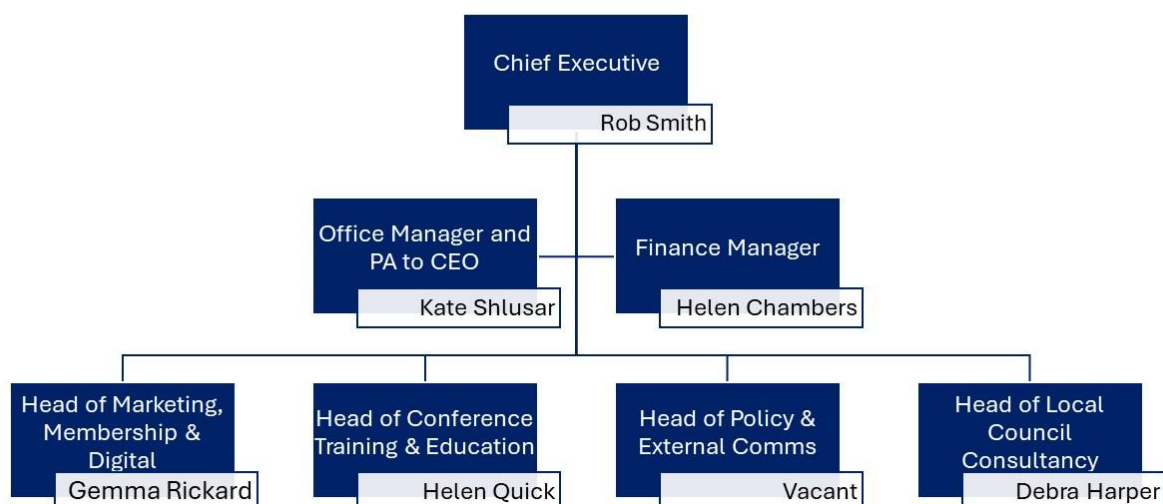 Chief Executive
Rob Smith
Office Manager and
PA to CEO
Kate Shlusar
Finance Manager
Helen Chambers
Head of Marketing,
Membership &
Digital
Gemma Rickard
Head of Conference
Training & Education
Helen Quick
Head of Policy &
External Comms
Vacant
Head of Local
Council
Consultancy
Debra Harper